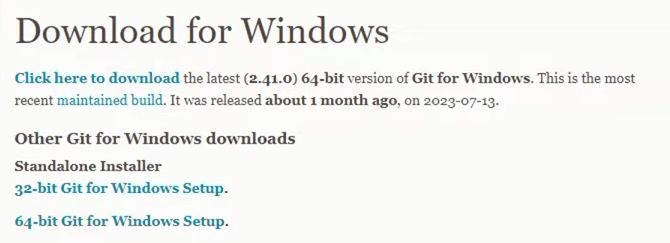 Download for Windows
Click here to download the latest (2.41.0) 64-bit version of Git for Windows. This is the most
recent maintained build. It was released about 1 month ago, on 2023-07-13.
Other Git for Windows downloads
Standalone Installer
32-bit Git for Windows Setup.
64-bit Git for Windows Setup.